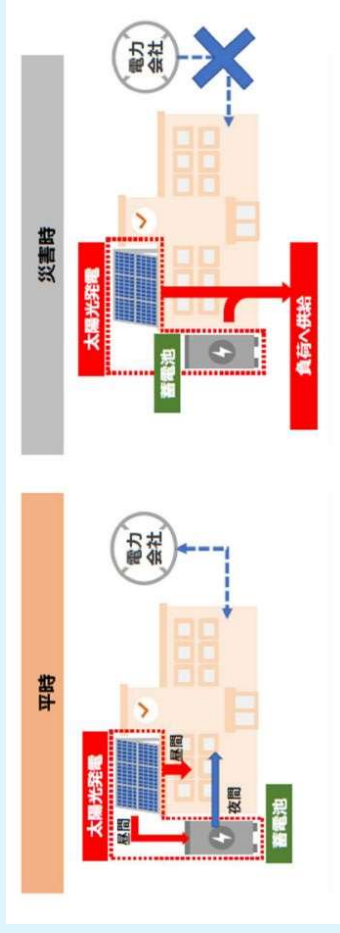 平時
太陽光発電
昼間
昼間
夜間
蓄電池
電力
会社
災害時
太陽光発電
蓄電池
負荷へ供給
電力
会社